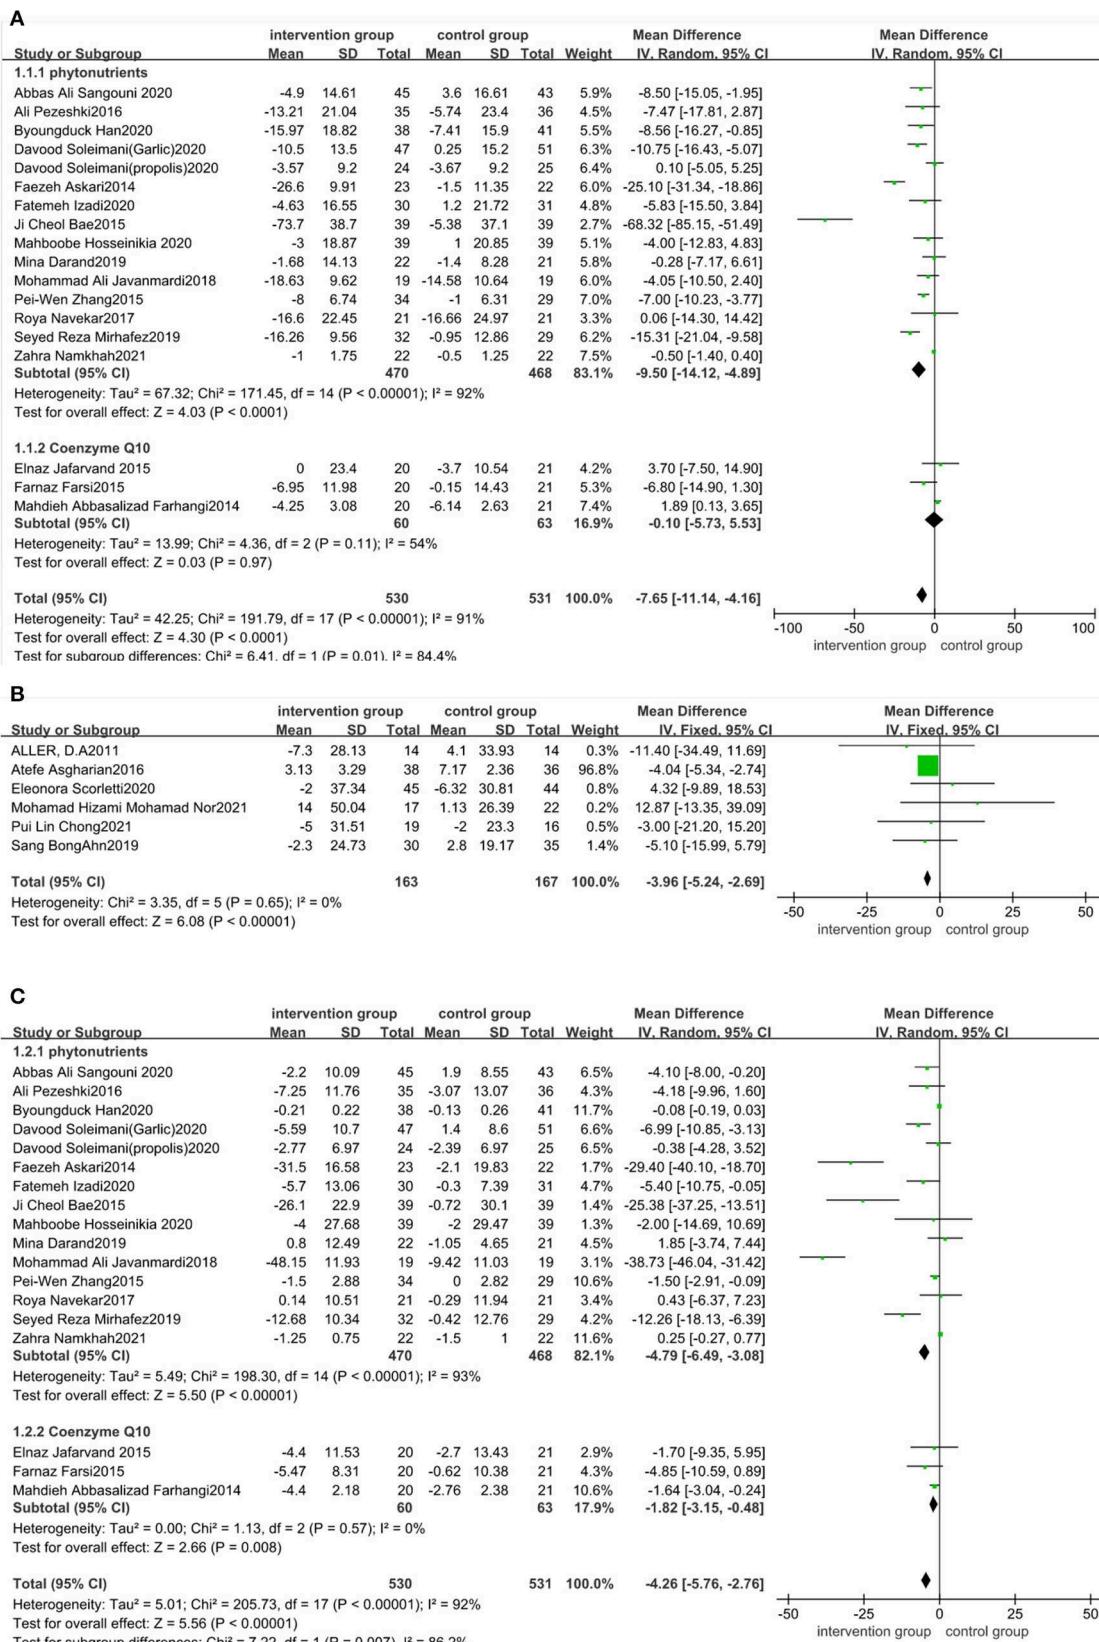 A
intervention group control group Mean Difference Mean Difference
Study or Subgroup Mean SD Total Mean SD Total Weight IV, Random, 95% CI IV, Random, 95% CI
1.1.1 phytonutrients
Abbas Ali Sangouni 2020 -4.9 14.61 45 3.6 16.61 43 5.9% -8.50 [-15.05, -1.95]
Ali Pezeshki2016 -13.21 21.04 35 -5.74 23.4 36 4.5% -7.47 [-17.81, 2.87]
Byoungduck Han2020 -15.97 18.82 38 -7.41 15.9 41 5.5% -8.56 [-16.27, -0.85]
Davood Soleimani(Garlic)2020 -10.5 13.5 47 0.25 15.2 51 6.3% -10.75 [-16.43, -5.07]
Davood Soleimani(propolis)2020 -3.57 9.2 24 -3.67 9.2 25 6.4% 0.10 [-5.05, 5.25]
Faezeh Askari2014 -26.6 9.91 23 -1.5 11.35 22 6.0% -25.10 [-31.34, -18.86]
Fatemeh Izadi2020 -4.63 16.55 30 1.2 21.72 31 4.8% -5.83 [-15.50, 3.84]
Ji Cheol Bae2015 -73.7 38.7 39 -5.38 37.1 39 2.7% -68.32 [-85.15, -51.49]
Mahboobe Hosseinikia 2020 -3 18.87 39 1 20.85 39 5.1% -4.00 [-12.83, 4.83]
Mina Darand2019 -1.68 14.13 22 -1.4 8.28 21 5.8% -0.28 [-7.17, 6.61]
Mohammad Ali Javanmardi2018 -18.63 9.62 19 -14.58 10.64 19 6.0% -4.05 [-10.50, 2.40]
Pei-Wen Zhang2015 -8 6.74 34 -1 6.31 29 7.0% -7.00 [-10.23, -3.77]
Roya Navekar2017 -16.6 22.45 21 -16.66 24.97 21 3.3% 0.06 [-14.30, 14.42]
Seyed Reza Mirhafez2019 -16.26 9.56 32 -0.95 12.86 29 6.2% -15.31 [-21.04, -9.58]
Zahra Namkhah2021 -1 1.75 22 -0.5 1.25 22 7.5% -0.50 [-1.40, 0.40]
Subtotal (95% CI) 470 468 83.1% -9.50 [-14.12, -4.89]
Heterogeneity: Tau² = 67.32; Chi² = 171.45, df = 14 (P < 0.00001); I² = 92%
Test for overall effect: Z = 4.03 (P < 0.0001)
1.1.2 Coenzyme Q10
Elnaz Jafarvand 2015 0 23.4 20 -3.7 10.54 21 4.2% 3.70 [-7.50, 14.90]
Farnaz Farsi2015 -6.95 11.98 20 -0.15 14.43 21 5.3% -6.80 [-14.90, 1.30]
Mahdieh Abbasalizad Farhangi2014 -4.25 3.08 20 -6.14 2.63 21 7.4% 1.89 [0.13, 3.65]
Subtotal (95% CI) 60 63 16.9% -0.10 [-5.73, 5.53]
Heterogeneity: Tau² = 13.99; Chi² = 4.36, df = 2 (P = 0.11); I² = 54%
Test for overall effect: Z = 0.03 (P = 0.97)
Total (95% CI) 530 531 100.0% -7.65 [-11.14, -4.16]
Heterogeneity: Tau² = 42.25; Chi² = 191.79, df = 17 (P < 0.00001); I² = 91%
Test for overall effect: Z = 4.30 (P < 0.0001)
Test for subgroup differences: Chi² = 6.41, df = 1 (P = 0.01), I² = 84.4%
-100 -50 0 50 100
intervention group control group
B
intervention group control group Mean Difference Mean Difference
Study or Subgroup Mean SD Total Mean SD Total Weight IV, Fixed, 95% CI IV, Fixed, 95% CI
ALLER, D.A2011 -7.3 28.13 14 4.1 33.93 14 0.3% -11.40 [-34.49, 11.69]
Atefe Asgharian2016 3.13 3.29 38 7.17 2.36 36 96.8% -4.04 [-5.34, -2.74]
Eleonora Scorletti2020 -2 37.34 45 -6.32 30.81 44 0.8% 4.32 [-9.89, 18.53]
Mohamad Hizami Mohamad Nor2021 14 50.04 17 1.13 26.39 22 0.2% 12.87 [-13.35, 39.09]
Pui Lin Chong2021 -5 31.51 19 -2 23.3 16 0.5% -3.00 [-21.20, 15.20]
Sang BongAhn2019 -2.3 24.73 30 2.8 19.17 35 1.4% -5.10 [-15.99, 5.79]
Total (95% CI) 163 167 100.0% -3.96 [-5.24, -2.69]
Heterogeneity: Chi² = 3.35, df = 5 (P = 0.65); I² = 0%
Test for overall effect: Z = 6.08 (P < 0.00001)
-50 -25 0 25 50
intervention group control group
C
intervention group control group Mean Difference Mean Difference
Study or Subgroup Mean SD Total Mean SD Total Weight IV, Random, 95% CI IV, Random, 95% CI
1.2.1 phytonutrients
Abbas Ali Sangouni 2020 -2.2 10.09 45 1.9 8.55 43 6.5% -4.10 [-8.00, -0.20]
Ali Pezeshki2016 -7.25 11.76 35 -3.07 13.07 36 4.3% -4.18 [-9.96, 1.60]
Byoungduck Han2020 -0.21 0.22 38 -0.13 0.26 41 11.7% -0.08 [-0.19, 0.03]
Davood Soleimani(Garlic)2020 -5.59 10.7 47 1.4 8.6 51 6.6% -6.99 [-10.85, -3.13]
Davood Soleimani(propolis)2020 -2.77 6.97 24 -2.39 6.97 25 6.5% -0.38 [-4.28, 3.52]
Faezeh Askari2014 -31.5 16.58 23 -2.1 19.83 22 1.7% -29.40 [-40.10, -18.70]
Fatemeh Izadi2020 -5.7 13.06 30 -0.3 7.39 31 4.7% -5.40 [-10.75, -0.05]
Ji Cheol Bae2015 -26.1 22.9 39 -0.72 30.1 39 1.4% -25.38 [-37.25, -13.51]
Mahboobe Hosseinikia 2020 -4 27.68 39 -2 29.47 39 1.3% -2.00 [-14.69, 10.69]
Mina Darand2019 0.8 12.49 22 -1.05 4.65 21 4.5% 1.85 [-3.74, 7.44]
Mohammad Ali Javanmardi2018 -48.15 11.93 19 -9.42 11.03 19 3.1% -38.73 [-46.04, -31.42]
Pei-Wen Zhang2015 -1.5 2.88 34 0 2.82 29 10.6% -1.50 [-2.91, -0.09]
Roya Navekar2017 0.14 10.51 21 -0.29 11.94 21 3.4% 0.43 [-6.37, 7.23]
Seyed Reza Mirhafez2019 -12.68 10.34 32 -0.42 12.76 29 4.2% -12.26 [-18.13, -6.39]
Zahra Namkhah2021 -1.25 0.75 22 -1.5 1 22 11.6% 0.25 [-0.27, 0.77]
Subtotal (95% CI) 470 468 82.1% -4.79 [-6.49, -3.08]
Heterogeneity: Tau² = 5.49; Chi² = 198.30, df = 14 (P < 0.00001); I² = 93%
Test for overall effect: Z = 5.50 (P < 0.00001)
1.2.2 Coenzyme Q10
Elnaz Jafarvand 2015 -4.4 11.53 20 -2.7 13.43 21 2.9% -1.70 [-9.35, 5.95]
Farnaz Farsi2015 -5.47 8.31 20 -0.62 10.38 21 4.3% -4.85 [-10.59, 0.89]
Mahdieh Abbasalizad Farhangi2014 -4.4 2.18 20 -2.76 2.38 21 10.6% -1.64 [-3.04, -0.24]
Subtotal (95% CI) 60 63 17.9% -1.82 [-3.15, -0.48]
Heterogeneity: Tau² = 0.00; Chi² = 1.13, df = 2 (P = 0.57); I² = 0%
Test for overall effect: Z = 2.66 (P = 0.008)
Total (95% CI) 530 531 100.0% -4.26 [-5.76, -2.76]
Heterogeneity: Tau² = 5.01; Chi² = 205.73, df = 17 (P < 0.00001); I² = 92%
Test for overall effect: Z = 5.56 (P < 0.00001)
Test for subgroup differences: Chi² = 7.22, df = 1 (P = 0.007), I² = 86.2%
-50 -25 0 25 50
intervention group control group